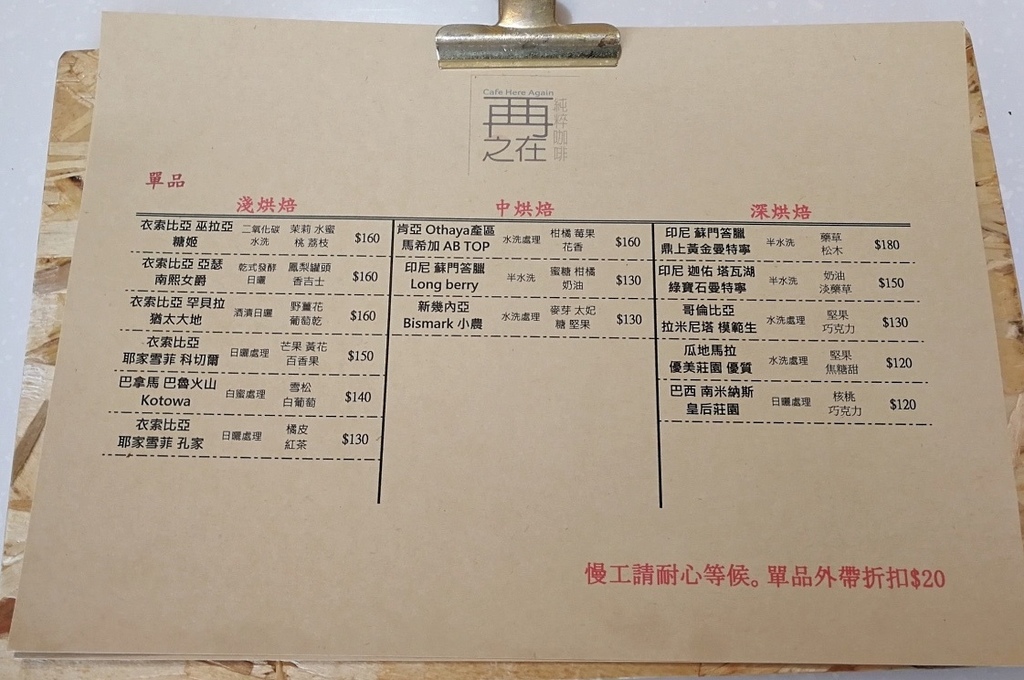 Cafe Here Again
再
之在
純粹咖啡
單品
淺烘焙
衣索比亞 巫拉亞
糖姬
二氧化碳
水洗
茉莉 水蜜
桃 荔枝
$160
衣索比亞 亞瑟
南熙女爵
乾式發酵
日曬
鳳梨罐頭
香吉士
$160
衣索比亞 罕貝拉
猶太大地
酒漬日曬
野薑花
葡萄乾
$160
衣索比亞
耶家雪菲 科切爾
日曬處理
芒果 黃花
百香果
$150
巴拿馬 巴魯火山
Kotowa
白蜜處理
雪松
白葡萄
$140
衣索比亞
耶家雪菲 孔家
日曬處理
橘皮
紅茶
$130
中烘焙
肯亞 Othaya產區
馬希加 AB TOP
水洗處理
柑橘 莓果
花香
$160
印尼 蘇門答臘
Long berry
半水洗
蜜糖 柑橘
奶油
$130
新幾內亞
Bismark 小農
水洗處理
麥芽 太妃
糖 堅果
$130
深烘焙
印尼 蘇門答臘
鼎上黃金曼特寧
半水洗
藥草
松木
$180
印尼 迦佑 塔瓦湖
綠寶石曼特寧
半水洗
奶油
淡藥草
$150
哥倫比亞
拉米尼塔 模範生
水洗處理
堅果
巧克力
$130
瓜地馬拉
優美莊園 優質
水洗處理
堅果
焦糖甜
$120
巴西 南米納斯
皇后莊園
日曬處理
核桃
巧克力
$120
慢工請耐心等候。單品外帶折扣$20